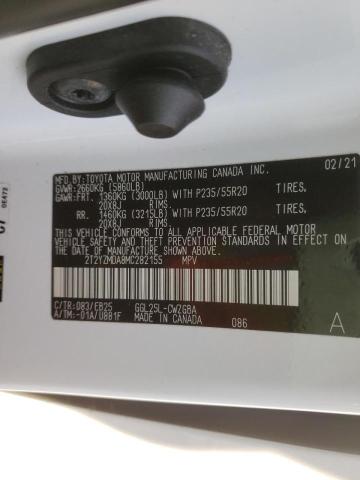 MFD. BY: TOYOTA MOTOR MANUFACTURING CANADA INC. 02/21
GVWR: 2660KG (5860LB)
GAWR: FRT. 1360KG (3000LB) WITH P235/55R20 TIRES,
20X8J RIMS,
RR. 1460KG (3215LB) WITH P235/55R20 TIRES,
20X8J RIMS,
THIS VEHICLE CONFORMS TO ALL APPLICABLE FEDERAL MOTOR
VEHICLE SAFETY AND BUMPER STANDARDS IN EFFECT ON
THE DATE OF MANUFACTURE SHOWN ABOVE.
2T2YZMDA8MC282155 MPV
C/TR: 083/EB25 GGL25L-CWZGBA
A/TM:-01A/U881F MADE IN CANADA 086
A
0E472